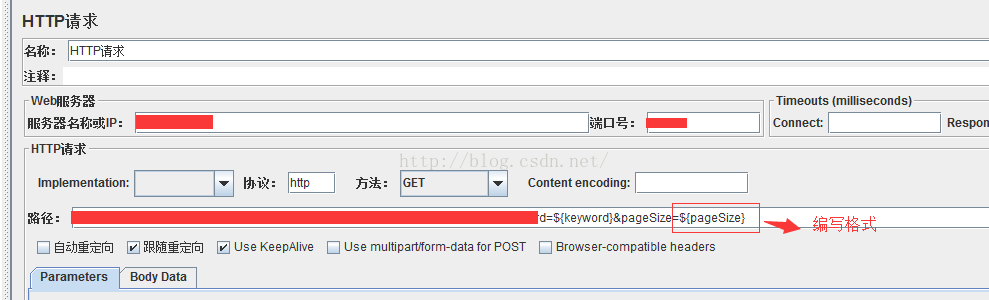 HTTP请求
名称： HTTP请求
注释：
Web服务器 Timeouts (milliseconds)
服务器名称或IP： 端口号： Connect: Respon
HTTP请求
http://blog.csdn.net/
Implementation: 协议： http 方法： GET Content encoding:
路径： rd=${keyword}&pageSize=${pageSize} 编写格式
自动重定向 跟随重定向 Use KeepAlive Use multipart/form-data for POST Browser-compatible headers
Parameters Body Data